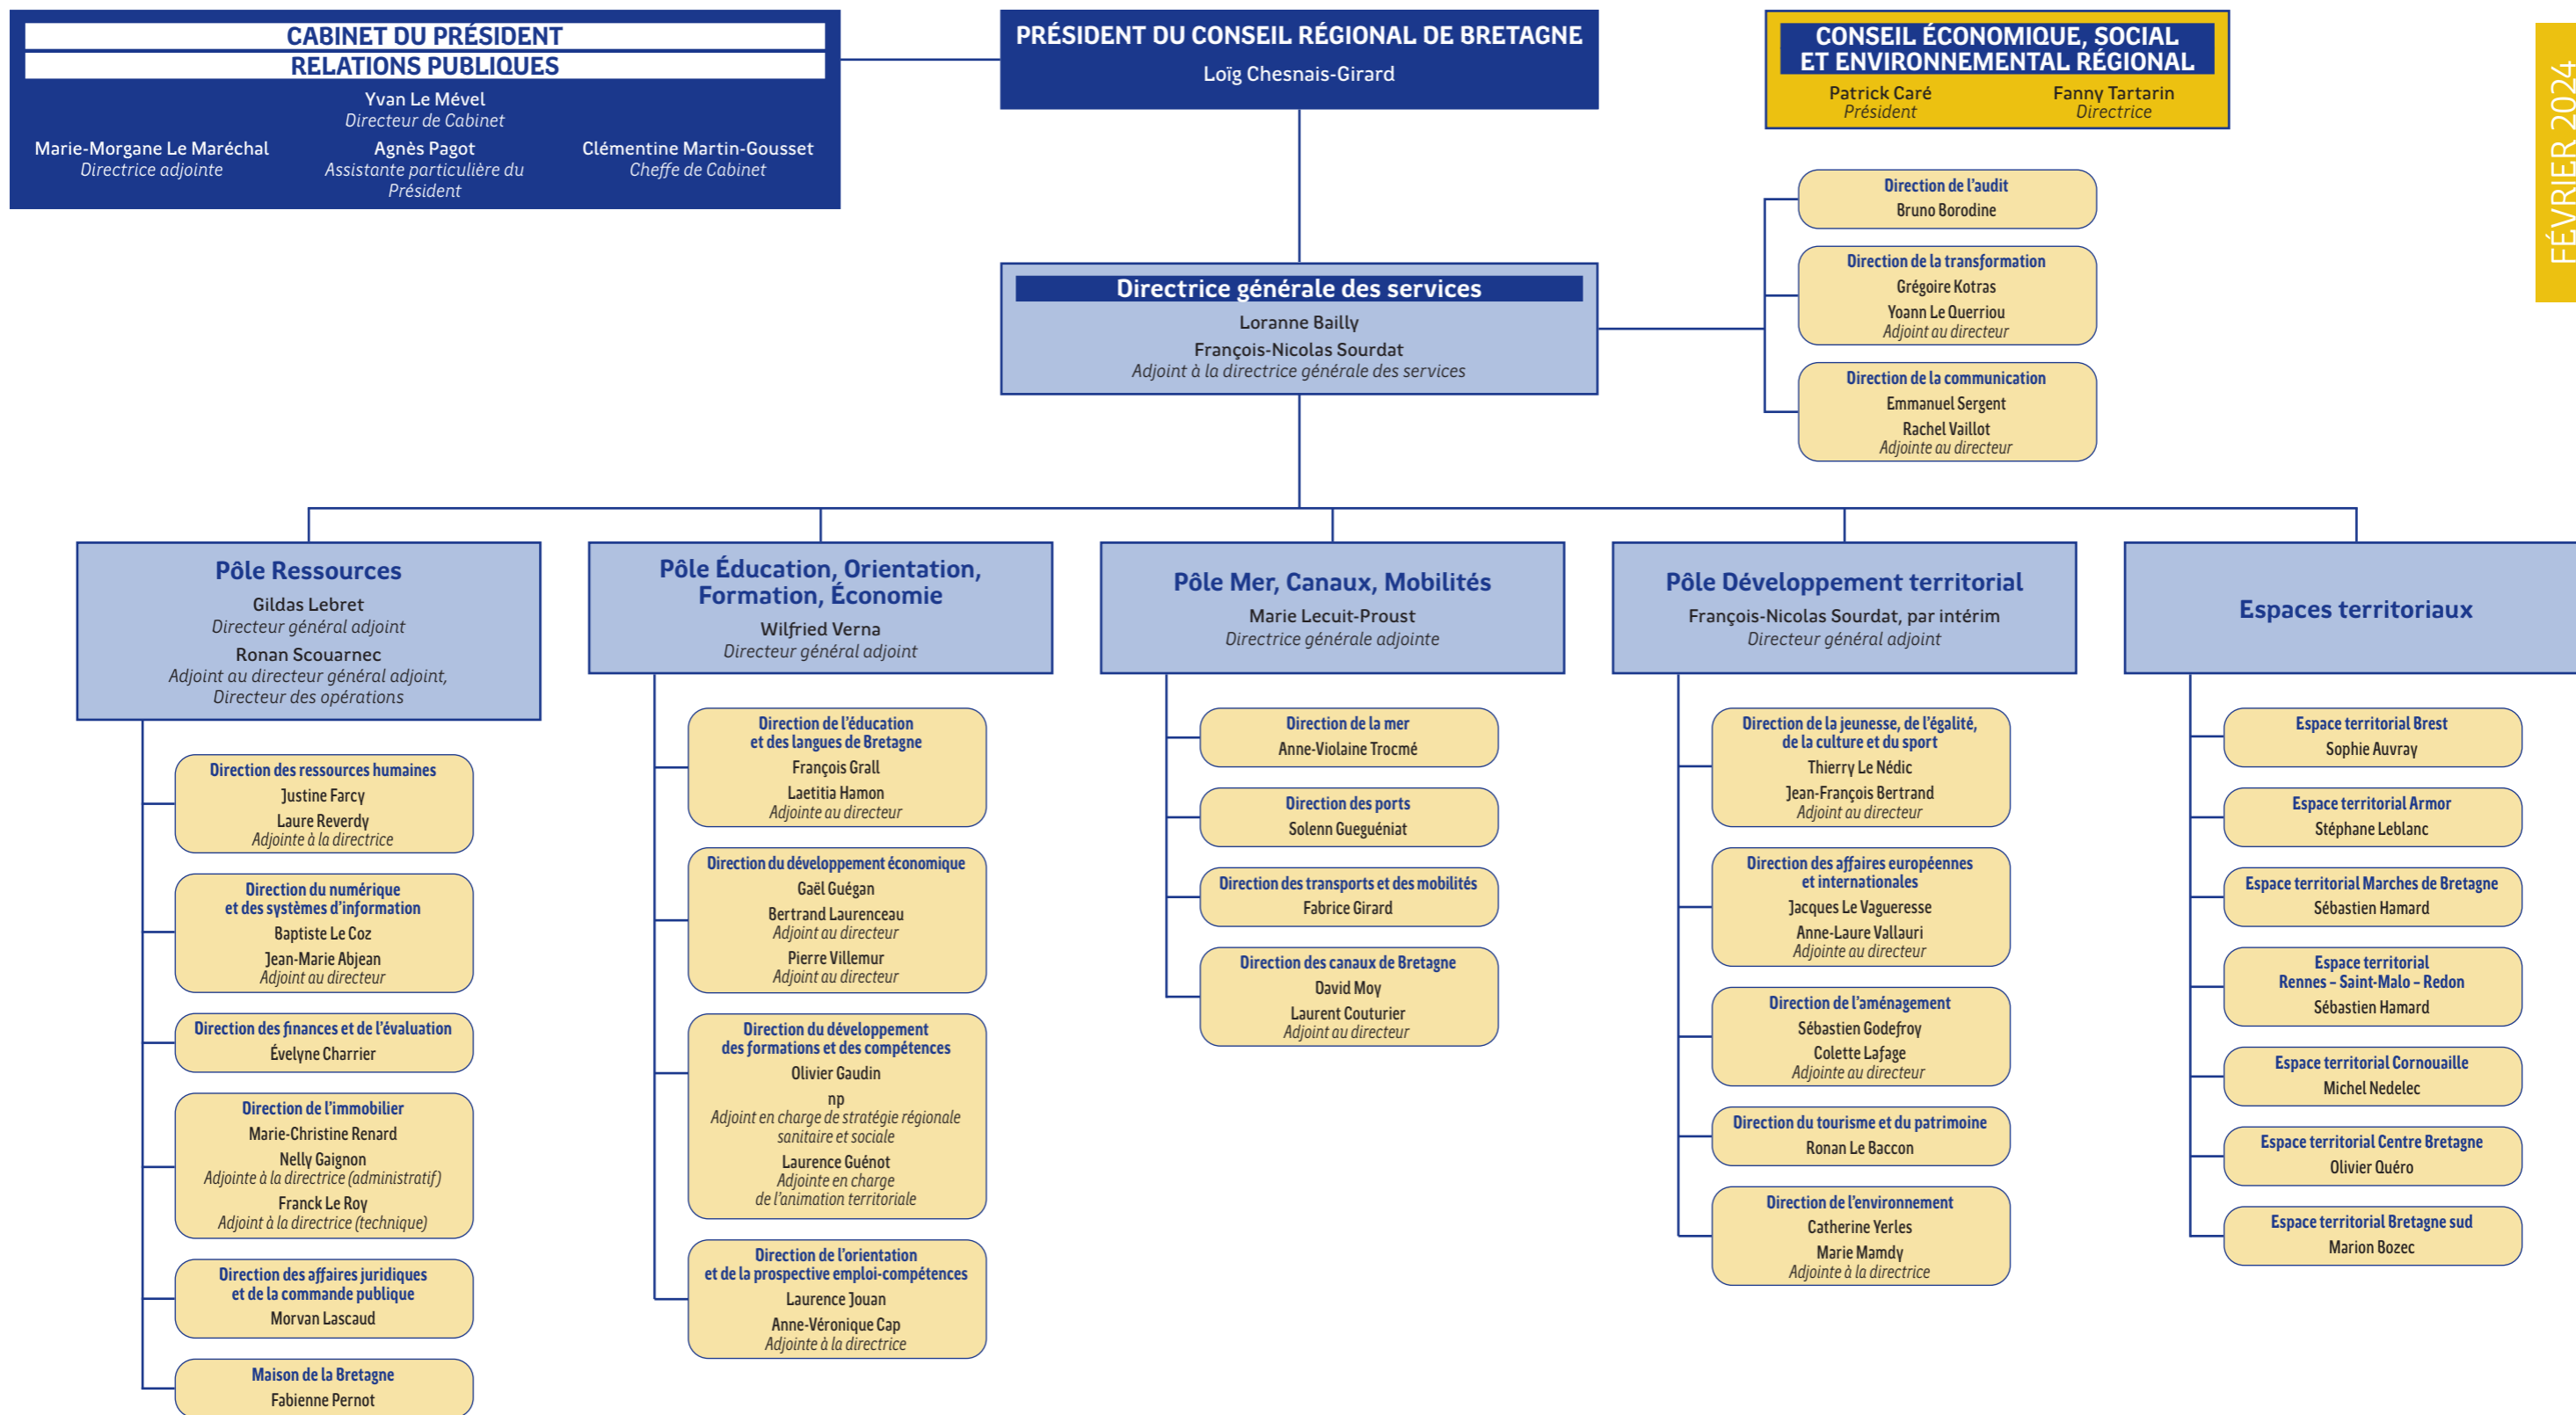 CABINET DU PRÉSIDENT
RELATIONS PUBLIQUES
Yvan Le Mével
Directeur de Cabinet
Marie-Morgane Le Maréchal
Directrice adjointe
Agnès Pagot
Assistante particulière du
Président
Clémentine Martin-Gousset
Cheffe de Cabinet
PRÉSIDENT DU CONSEIL RÉGIONAL DE BRETAGNE
Loïg Chesnais-Girard
CONSEIL ÉCONOMIQUE, SOCIAL
ET ENVIRONNEMENTAL RÉGIONAL
Patrick Caré
Président
Fanny Tartarin
Directrice
FÉVRIER 2024
Directrice générale des services
Loranne Bailly
François-Nicolas Sourdat
Adjoint à la directrice générale des services
Direction de l'audit
Bruno Borodine
Direction de la transformation
Grégoire Kotras
Yoann Le Querriou
Adjoint au directeur
Direction de la communication
Emmanuel Sergent
Rachel Vaillot
Adjointe au directeur
Pôle Ressources
Gildas Lebret
Directeur général adjoint
Ronan Scouarnec
Adjoint au directeur général adjoint,
Directeur des opérations
Direction des ressources humaines
Justine Farcy
Laure Reverdy
Adjointe à la directrice
Direction du numérique
et des systèmes d'information
Baptiste Le Coz
Jean-Marie Abjean
Adjoint au directeur
Direction des finances et de l'évaluation
Évelyne Charrier
Direction de l'immobilier
Marie-Christine Renard
Nelly Gaignon
Adjointe à la directrice (administratif)
Franck Le Roy
Adjoint à la directrice (technique)
Direction des affaires juridiques
et de la commande publique
Morvan Lascaud
Maison de la Bretagne
Fabienne Pernot
Pôle Éducation, Orientation,
Formation, Économie
Wilfried Verna
Directeur général adjoint
Direction de l'éducation
et des langues de Bretagne
François Grall
Laetitia Hamon
Adjointe au directeur
Direction du développement économique
Gaël Guégan
Bertrand Laurenceau
Adjoint au directeur
Pierre Villemur
Adjoint au directeur
Direction du développement
des formations et des compétences
Olivier Gaudin
np
Adjoint en charge de stratégie régionale
sanitaire et sociale
Laurence Guénot
Adjointe en charge
de l'animation territoriale
Direction de l'orientation
et de la prospective emploi-compétences
Laurence Jouan
Anne-Véronique Cap
Adjointe à la directrice
Pôle Mer, Canaux, Mobilités
Marie Lecuit-Proust
Directrice générale adjointe
Direction de la mer
Anne-Violaine Trocmé
Direction des ports
Solenn Gueguéniat
Direction des transports et des mobilités
Fabrice Girard
Direction des canaux de Bretagne
David Moy
Laurent Couturier
Adjoint au directeur
Pôle Développement territorial
François-Nicolas Sourdat, par intérim
Directeur général adjoint
Direction de la jeunesse, de l'égalité,
de la culture et du sport
Thierry Le Nédic
Jean-François Bertrand
Adjoint au directeur
Direction des affaires européennes
et internationales
Jacques Le Vagueresse
Anne-Laure Vallauri
Adjointe au directeur
Direction de l'aménagement
Sébastien Godefroy
Colette Lafage
Adjointe au directeur
Direction du tourisme et du patrimoine
Ronan Le Baccon
Direction de l'environnement
Catherine Yerles
Marie Mamdy
Adjointe à la directrice
Espaces territoriaux
Espace territorial Brest
Sophie Auvray
Espace territorial Armor
Stéphane Leblanc
Espace territorial Marches de Bretagne
Sébastien Hamard
Espace territorial
Rennes – Saint-Malo – Redon
Sébastien Hamard
Espace territorial Cornouaille
Michel Nedelec
Espace territorial Centre Bretagne
Olivier Quéro
Espace territorial Bretagne sud
Marion Bozec